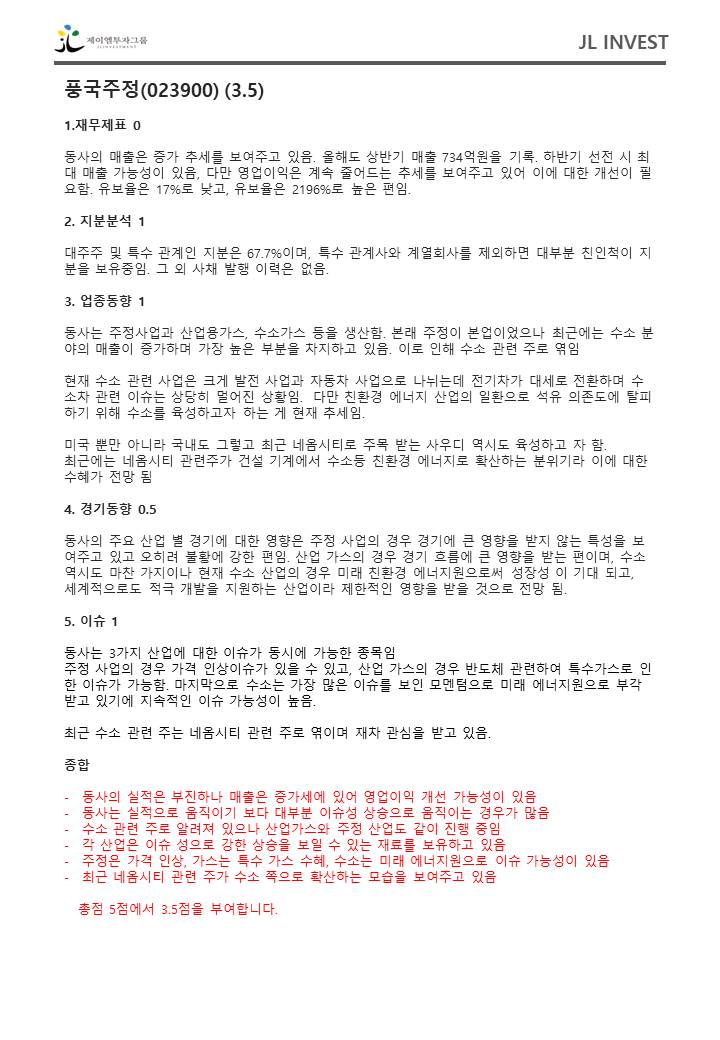 제이엘투자그룹
JLINVESTMENT
JL INVEST
풍국주정(023900) (3.5)
1.재무제표 0
동사의 매출은 증가 추세를 보여주고 있음. 올해도 상반기 매출 734억원을 기록. 하반기 선전 시 최
대 매출 가능성이 있음, 다만 영업이익은 계속 줄어드는 추세를 보여주고 있어 이에 대한 개선이 필
요함. 유보율은 17%로 낮고, 유보율은 2196%로 높은 편임.
2. 지분분석 1
대주주 및 특수 관계인 지분은 67.7%이며, 특수 관계사와 계열회사를 제외하면 대부분 친인척이 지
분을 보유중임. 그 외 사채 발행 이력은 없음.
3. 업종동향 1
동사는 주정사업과 산업용가스, 수소가스 등을 생산함. 본래 주정이 본업이었으나 최근에는 수소 분
야의 매출이 증가하며 가장 높은 부분을 차지하고 있음. 이로 인해 수소 관련 주로 엮임
현재 수소 관련 사업은 크게 발전 사업과 자동차 사업으로 나뉘는데 전기차가 대세로 전환하며 수
소차 관련 이슈는 상당히 멀어진 상황임. 다만 친환경 에너지 산업의 일환으로 석유 의존도에 탈피
하기 위해 수소를 육성하고자 하는 게 현재 추세임.
미국 뿐만 아니라 국내도 그렇고 최근 네옴시티로 주목 받는 사우디 역시도 육성하고 자 함.
최근에는 네옴시티 관련주가 건설 기계에서 수소등 친환경 에너지로 확산하는 분위기라 이에 대한
수혜가 전망 됨
4. 경기동향 0.5
동사의 주요 산업 별 경기에 대한 영향은 주정 사업의 경우 경기에 큰 영향을 받지 않는 특성을 보
여주고 있고 오히려 불황에 강한 편임. 산업 가스의 경우 경기 흐름에 큰 영향을 받는 편이며, 수소
역시도 마찬 가지이나 현재 수소 산업의 경우 미래 친환경 에너지원으로써 성장성 이 기대 되고,
세계적으로도 적극 개발을 지원하는 산업이라 제한적인 영향을 받을 것으로 전망 됨.
5. 이슈 1
동사는 3가지 산업에 대한 이슈가 동시에 가능한 종목임
주정 사업의 경우 가격 인상이슈가 있을 수 있고, 산업 가스의 경우 반도체 관련하여 특수가스로 인
한 이슈가 가능함. 마지막으로 수소는 가장 많은 이슈를 보인 모멘텀으로 미래 에너지원으로 부각
받고 있기에 지속적인 이슈 가능성이 높음.
최근 수소 관련 주는 네옴시티 관련 주로 엮이며 재차 관심을 받고 있음.
종합
- 동사의 실적은 부진하나 매출은 증가세에 있어 영업이익 개선 가능성이 있음
- 동사는 실적으로 움직이기 보다 대부분 이슈성 상승으로 움직이는 경우가 많음
- 수소 관련 주로 알려져 있으나 산업가스와 주정 산업도 같이 진행 중임
- 각 산업은 이슈 성으로 강한 상승을 보일 수 있는 재료를 보유하고 있음
- 주정은 가격 인상, 가스는 특수 가스 수혜, 수소는 미래 에너지원으로 이슈 가능성이 있음
- 최근 네옴시티 관련 주가 수소 쪽으로 확산하는 모습을 보여주고 있음
총점 5점에서 3.5점을 부여합니다.